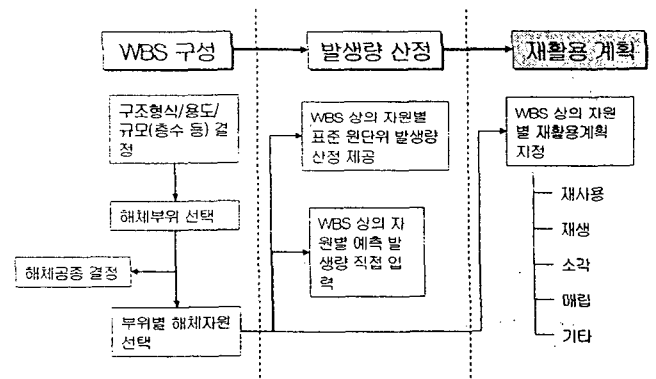 WBS 구성
발생량 산정
재활용 계획
구조형식/용도/
규모(층수 등) 결
정
해체부위 선택
해체공종 결정
부위별 해체자원
선택
WBS 상의 자원별
표준 원단위 발생량
산정 제공
WBS 상의 자
원별 예측 발
생량 직접 입
력
WBS 상의 자원
별 재활용계획
지정
재사용
재생
소각
매립
기타